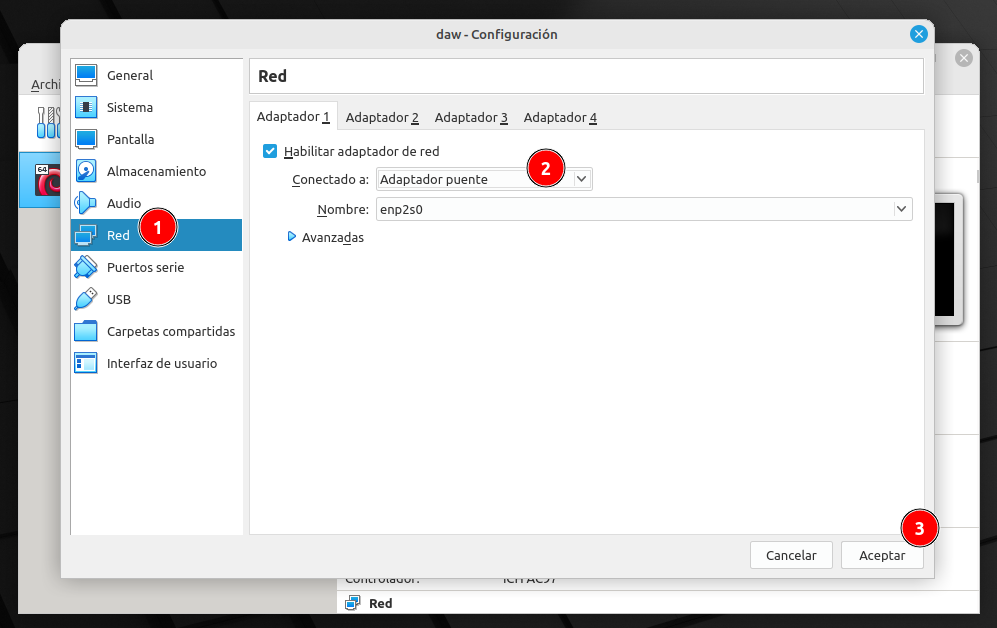 daw - Configuración
Archi
64
General
Sistema
Pantalla
Almacenamiento
Audio
1
Red
Puertos serie
USB
Carpetas compartidas
Interfaz de usuario
Red
Adaptador 1 Adaptador 2 Adaptador 3 Adaptador 4
Habilitar adaptador de red
Conectado a: Adaptador puente 2
Nombre: enp2s0
Avanzadas
3
Cancelar Aceptar
Controlador: ICH AC97
Red